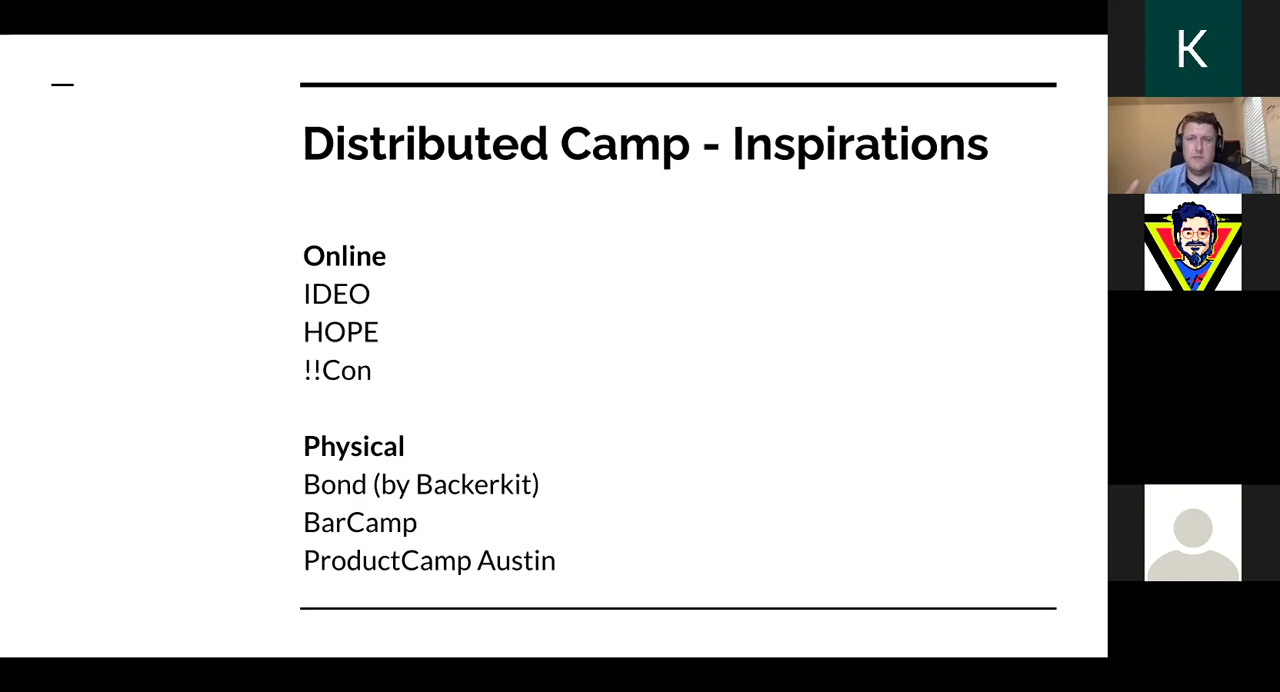 Distributed Camp - Inspirations
Online
IDEO
HOPE
!!Con
Physical
Bond (by Backerkit)
BarCamp
ProductCamp Austin
K